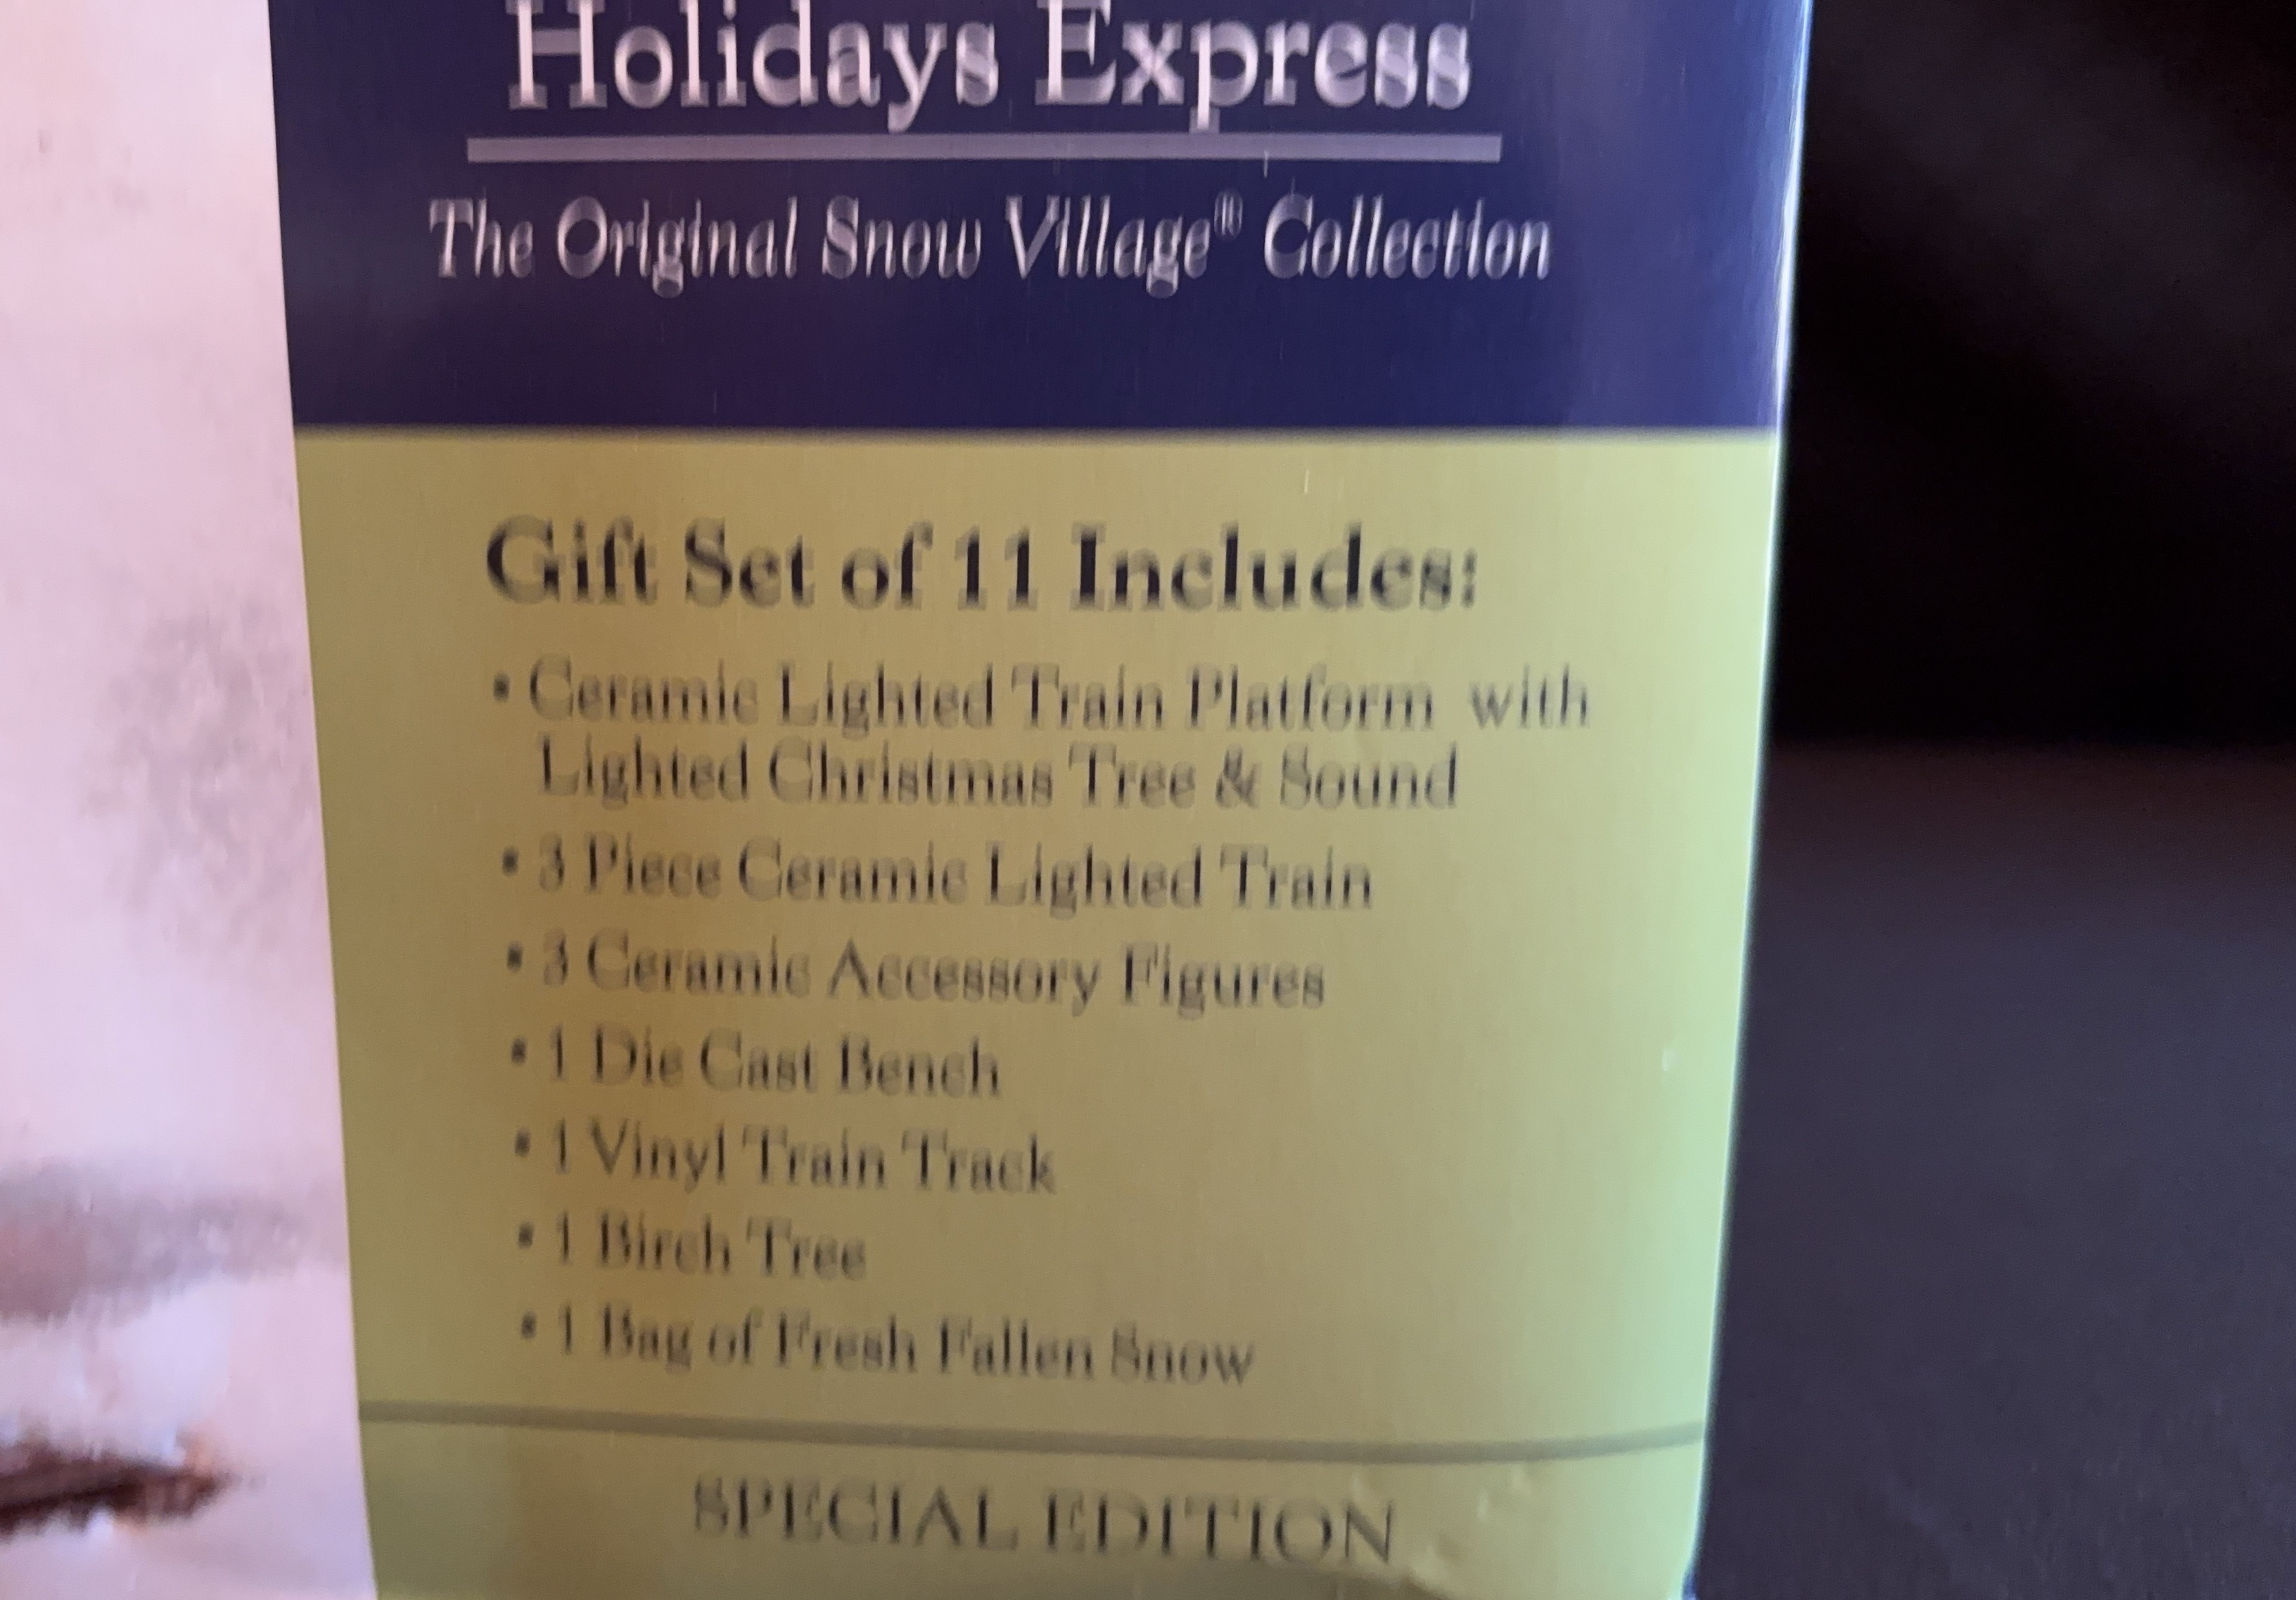 Holidays Express
The Original Snow Village® Collection
Gift Set of 11 Includes:
• Ceramic Lighted Train Platform with
Lighted Christmas Tree & Sound
• 3 Piece Ceramic Lighted Train
• 3 Ceramic Accessory Figures
• 1 Die Cast Bench
• 1 Vinyl Train Track
• 1 Birch Tree
• 1 Bag of Fresh Fallen Snow
SPECIAL EDITION